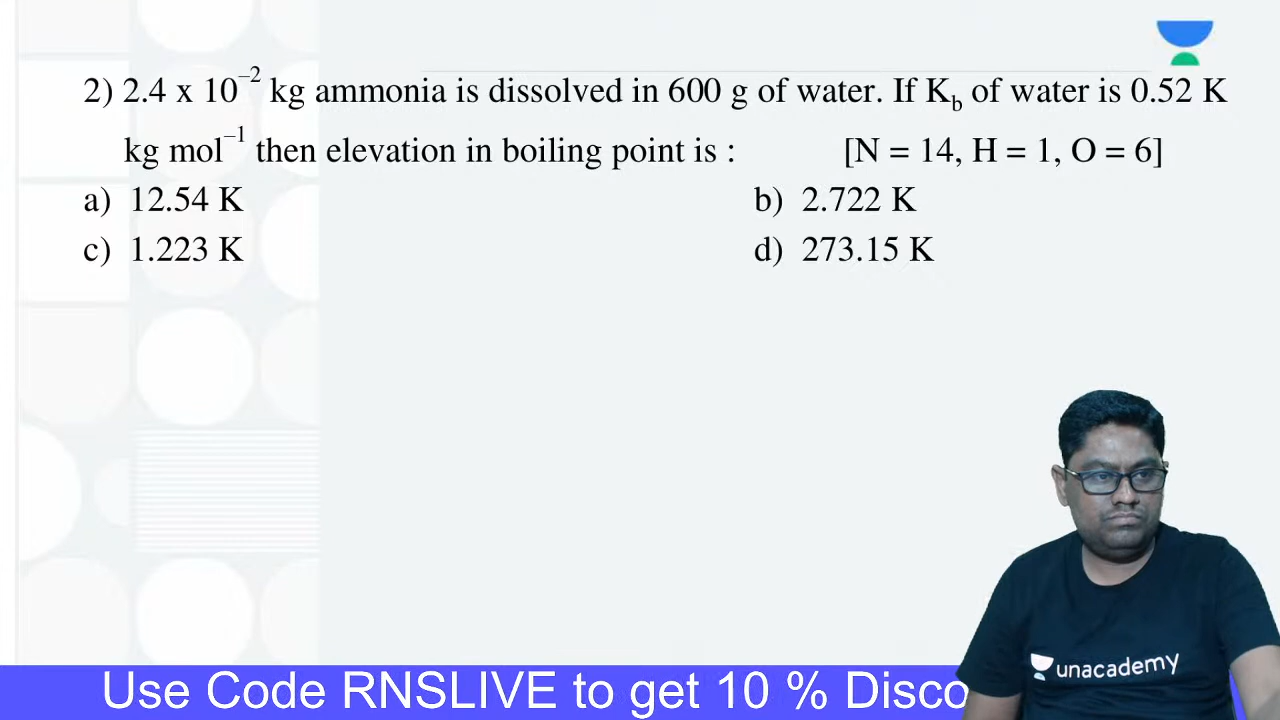 2) 2.4 x 10⁻² kg ammonia is dissolved in 600 g of water. If K_b of water is 0.52 K
kg mol⁻¹ then elevation in boiling point is : [N = 14, H = 1, O = 6]
a) 12.54 K b) 2.722 K
c) 1.223 K d) 273.15 K
unacademy
Use Code RNSLIVE to get 10 % Disco